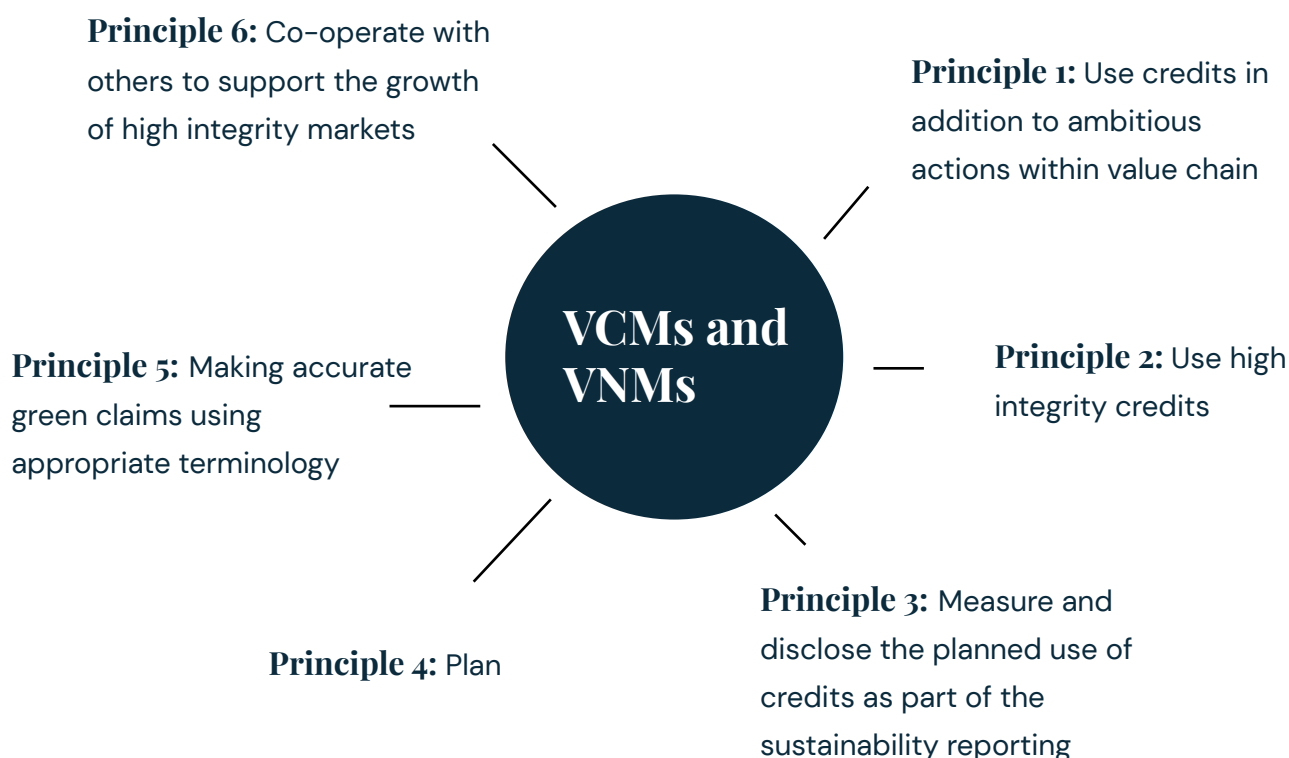 Principle 6: Co-operate with
others to support the growth
of high integrity markets
Principle 1: Use credits in
addition to ambitious
actions within value chain
VCMs and
VNMs
Principle 5: Making accurate
green claims using
appropriate terminology
Principle 2: Use high
integrity credits
Principle 4: Plan
Principle 3: Measure and
disclose the planned use of
credits as part of the
sustainability reporting